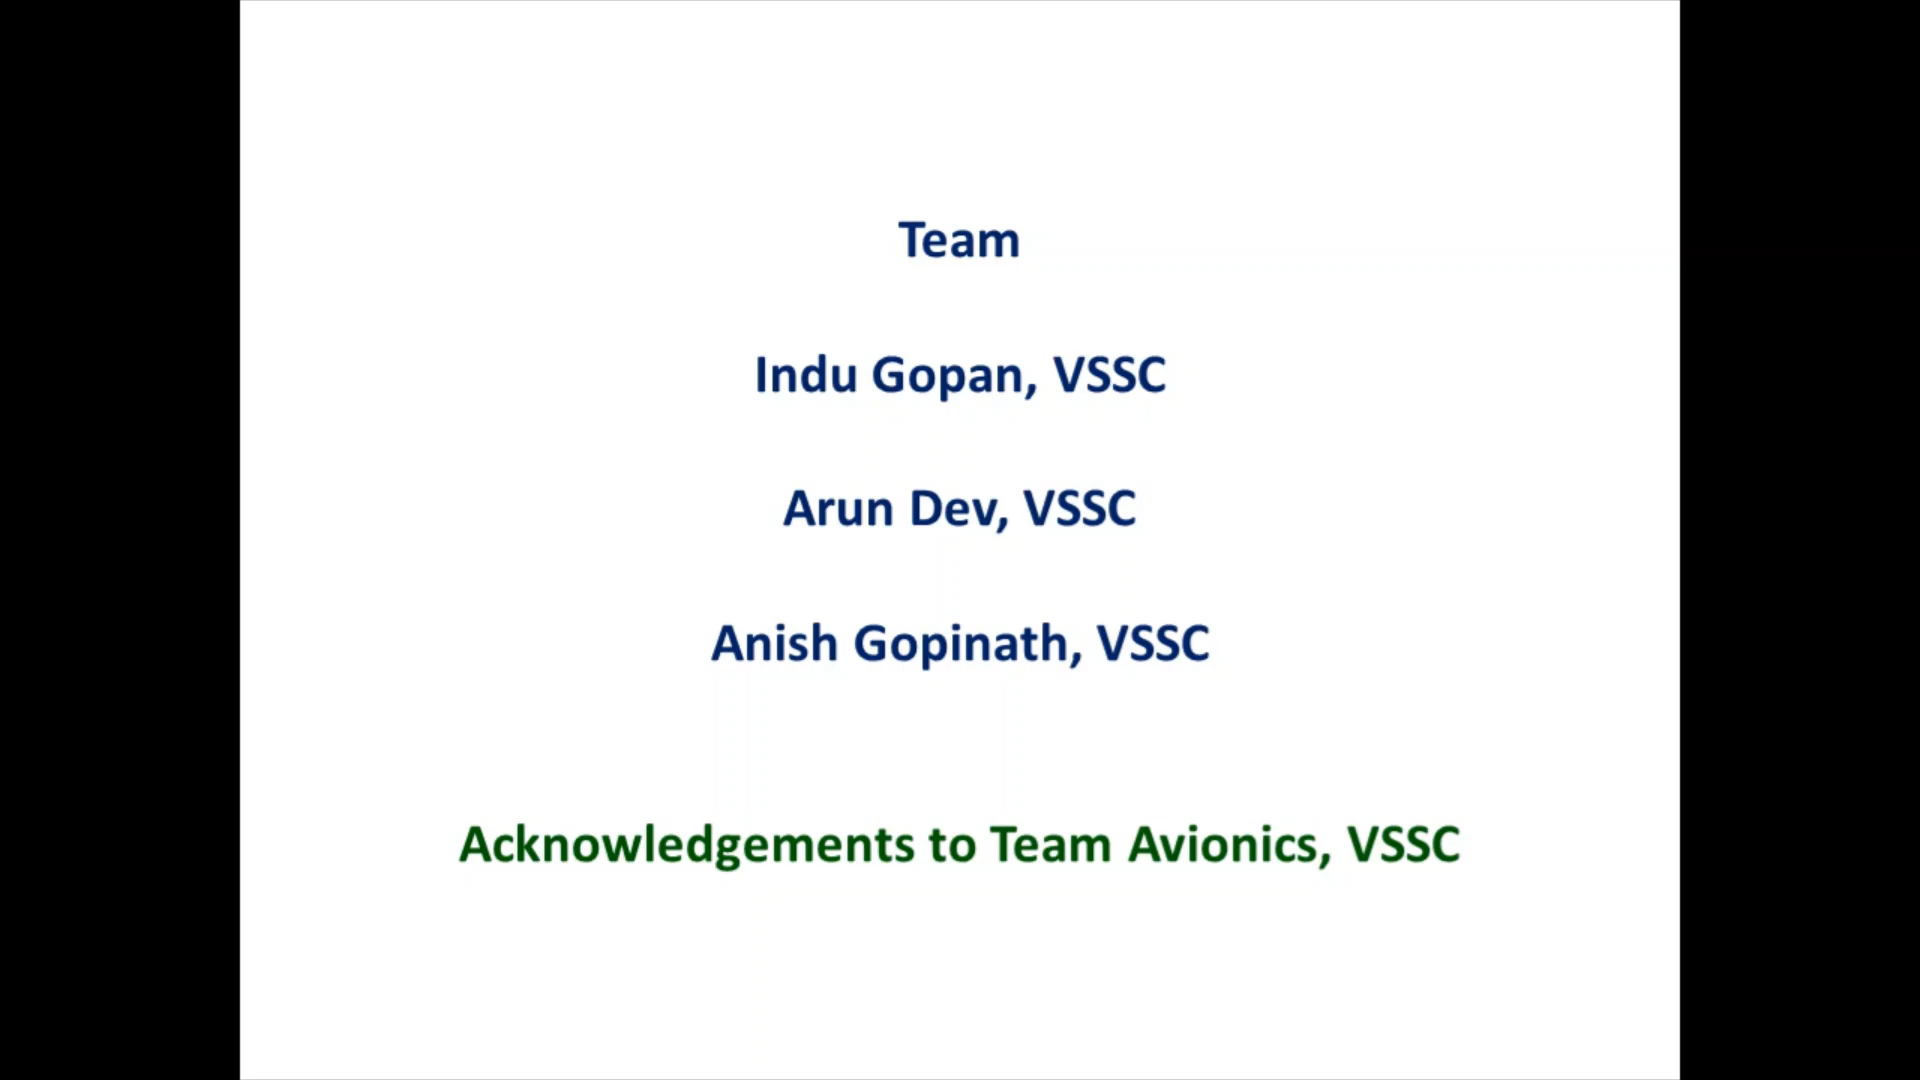 Team
Indu Gopan, VSSC
Arun Dev, VSSC
Anish Gopinath, VSSC
Acknowledgements to Team Avionics, VSSC